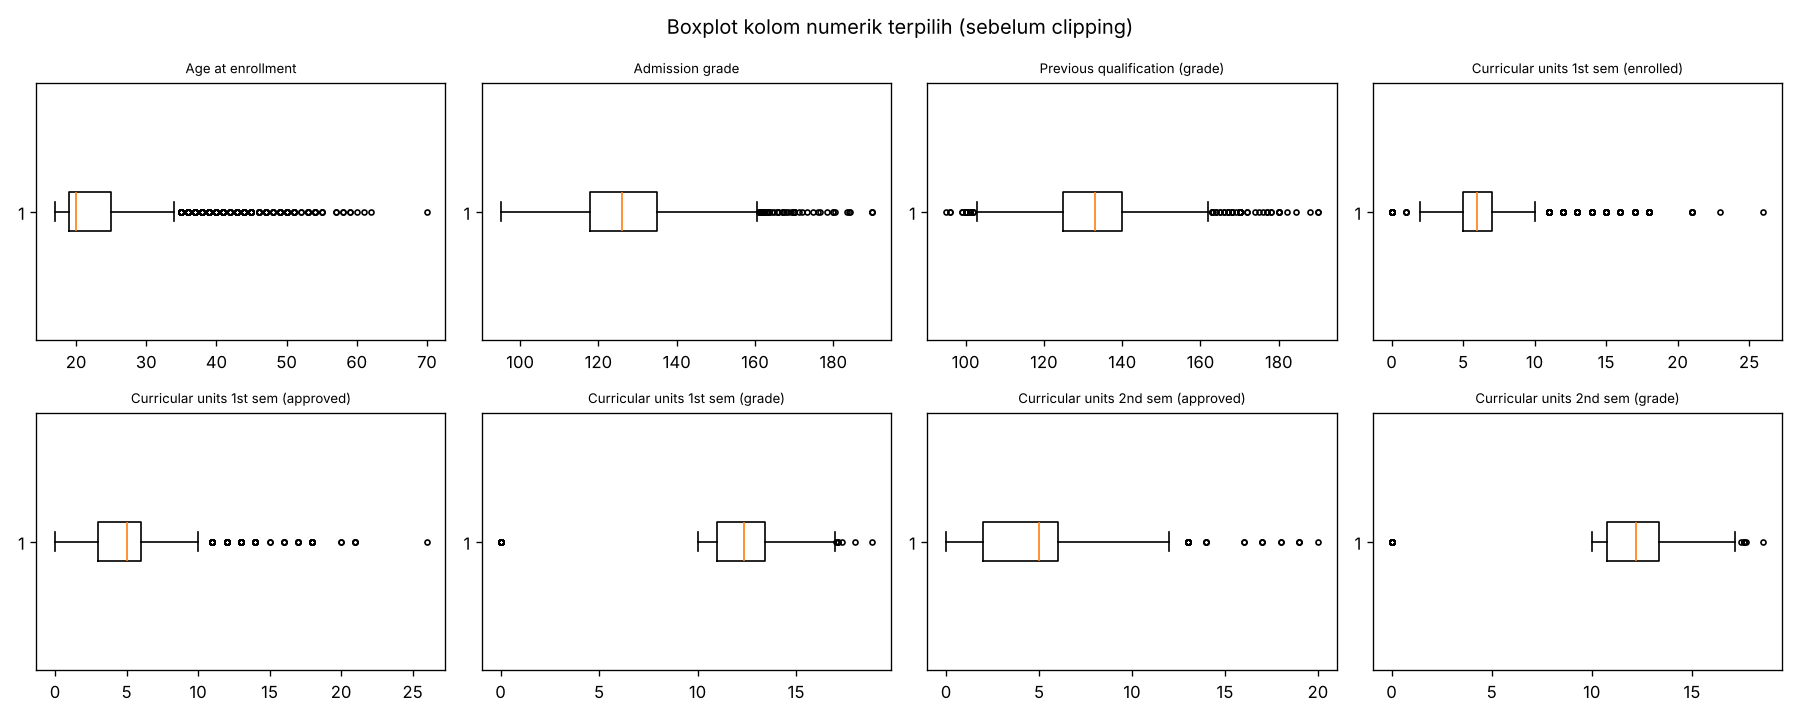 Boxplot kolom numerik terpilih (sebelum clipping)
Age at enrollment
1
20 30 40 50 60 70
Admission grade
1
100 120 140 160 180
Previous qualification (grade)
1
100 120 140 160 180
Curricular units 1st sem (enrolled)
1
0 5 10 15 20 25
Curricular units 1st sem (approved)
1
0 5 10 15 20 25
Curricular units 1st sem (grade)
1
0 5 10 15
Curricular units 2nd sem (approved)
1
0 5 10 15 20
Curricular units 2nd sem (grade)
1
0 5 10 15